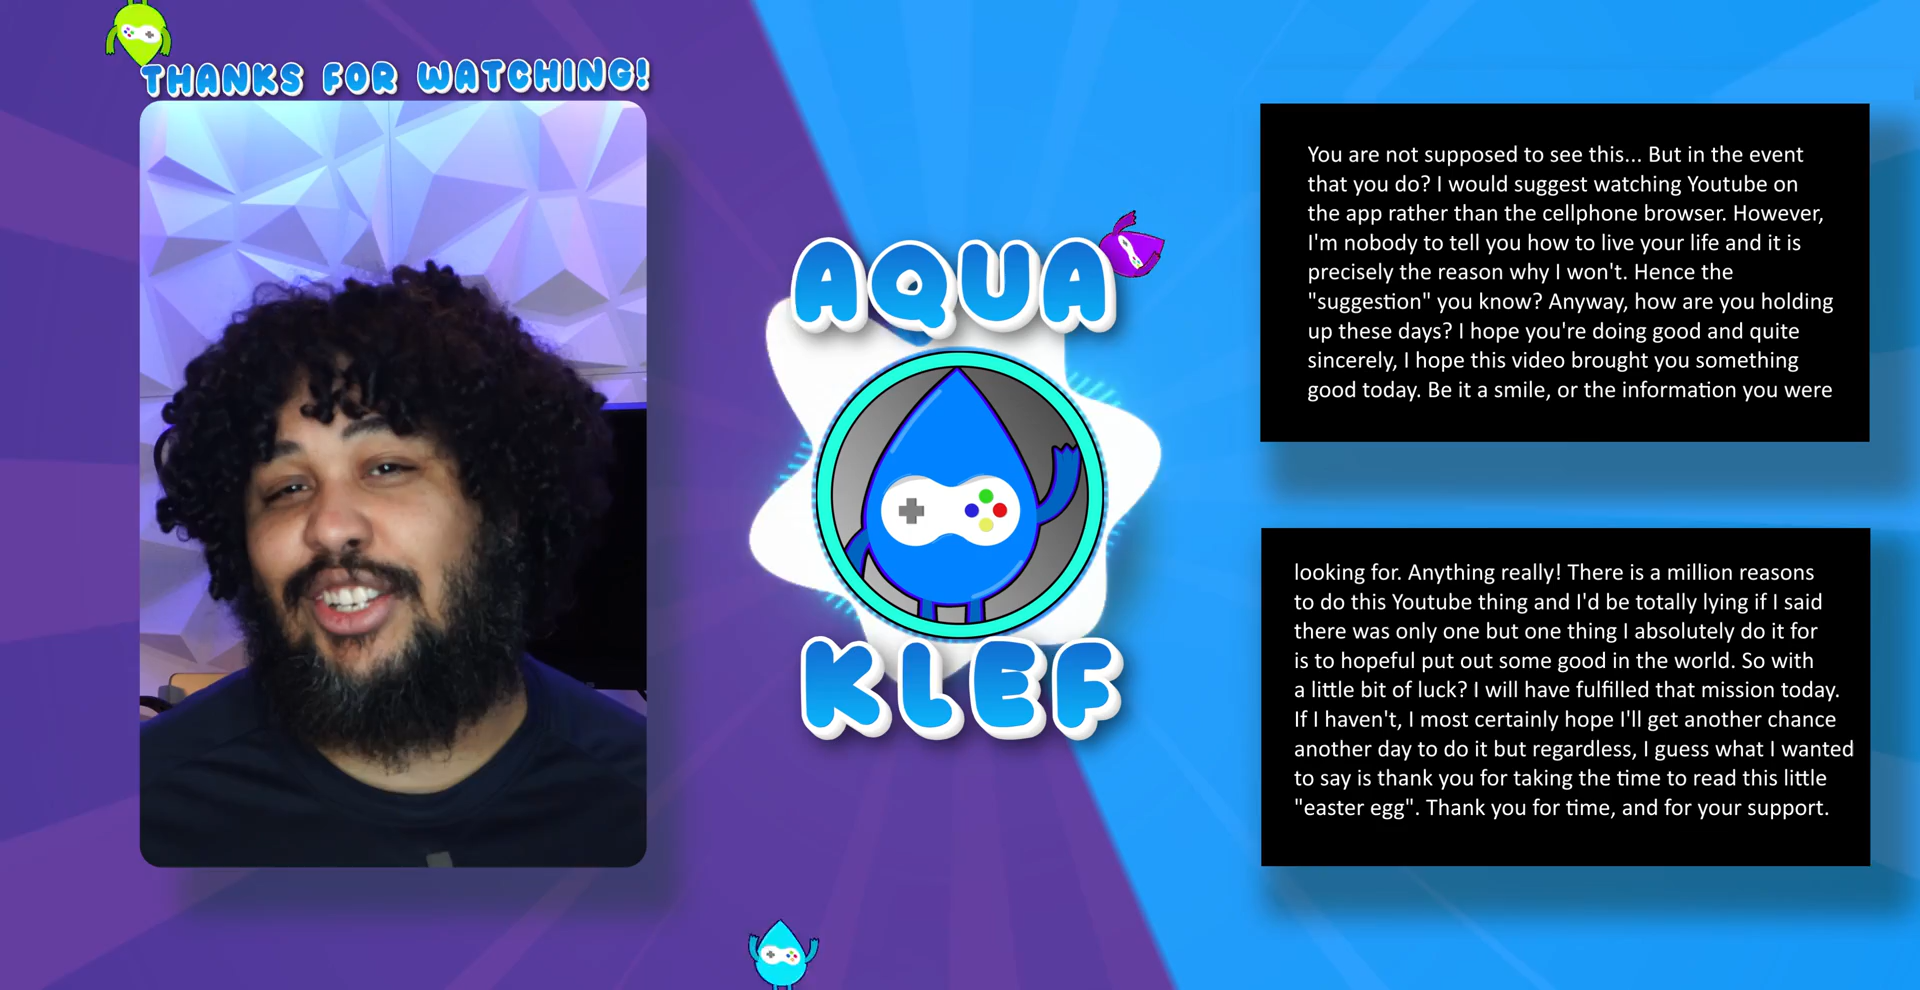 THANKS FOR WATCHING!
AQUA
KLEF
You are not supposed to see this... But in the event
that you do? I would suggest watching Youtube on
the app rather than the cellphone browser. However,
I'm nobody to tell you how to live your life and it is
precisely the reason why I won't. Hence the
"suggestion" you know? Anyway, how are you holding
up these days? I hope you're doing good and quite
sincerely, I hope this video brought you something
good today. Be it a smile, or the information you were
looking for. Anything really! There is a million reasons
to do this Youtube thing and I'd be totally lying if I said
there was only one but one thing I absolutely do it for
is to hopeful put out some good in the world. So with
a little bit of luck? I will have fulfilled that mission today.
If I haven't, I most certainly hope I'll get another chance
another day to do it but regardless, I guess what I wanted
to say is thank you for taking the time to read this little
"easter egg". Thank you for time, and for your support.